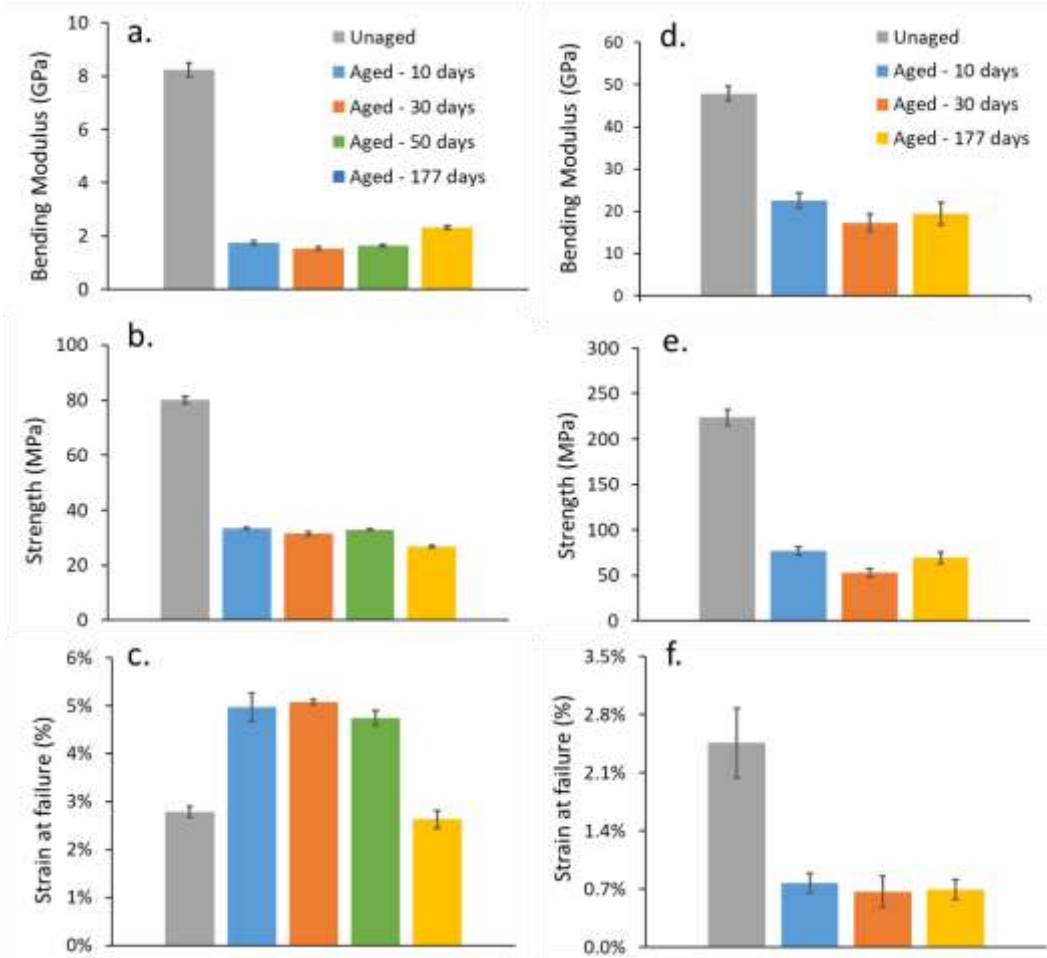 a.
Bending Modulus (GPa)
10
8
6
4
2
0
Unaged
Aged - 10 days
Aged - 30 days
Aged - 50 days
Aged - 177 days
d.
Bending Modulus (GPa)
60
50
40
30
20
10
0
Unaged
Aged - 10 days
Aged - 30 days
Aged - 177 days
b.
Strength (MPa)
100
80
60
40
20
0
e.
Strength (MPa)
300
250
200
150
100
50
0
c.
Strain at failure (%)
6%
5%
4%
3%
2%
1%
0%
f.
Strain at failure (%)
3.5%
2.8%
2.1%
1.4%
0.7%
0.0%